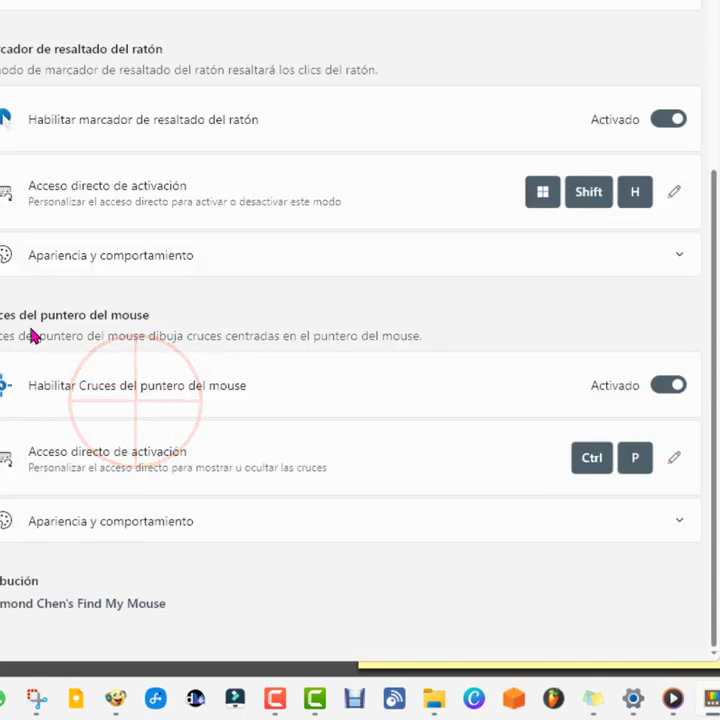 rcador de resaltado del ratón
nodo de marcador de resaltado del ratón resaltará los clics del ratón.
Habilitar marcador de resaltado del ratón Activado
Acceso directo de activación
Personalizar el acceso directo para activar o desactivar este modo
Shift H
Apariencia y comportamiento
ces del puntero del mouse
ces del puntero del mouse dibuja cruces centradas en el puntero del mouse.
Habilitar Cruces del puntero del mouse Activado
Acceso directo de activación
Personalizar el acceso directo para mostrar u ocultar las cruces
Ctrl P
Apariencia y comportamiento
bución
mond Chen's Find My Mouse